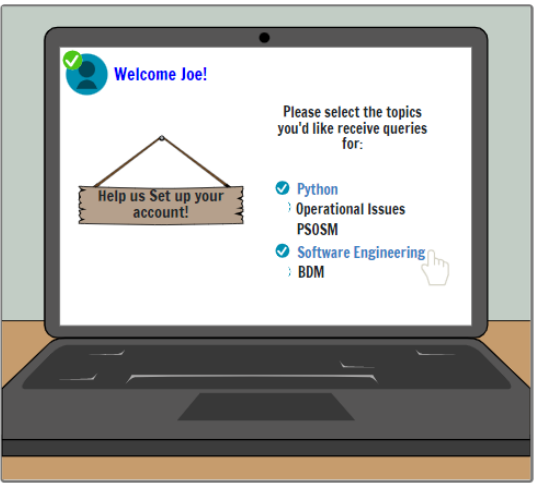 Welcome Joe!
Please select the topics
you'd like receive queries
for:
Help us Set up your
account!
Python
Operational Issues
PSOSM
Software Engineering
BDM